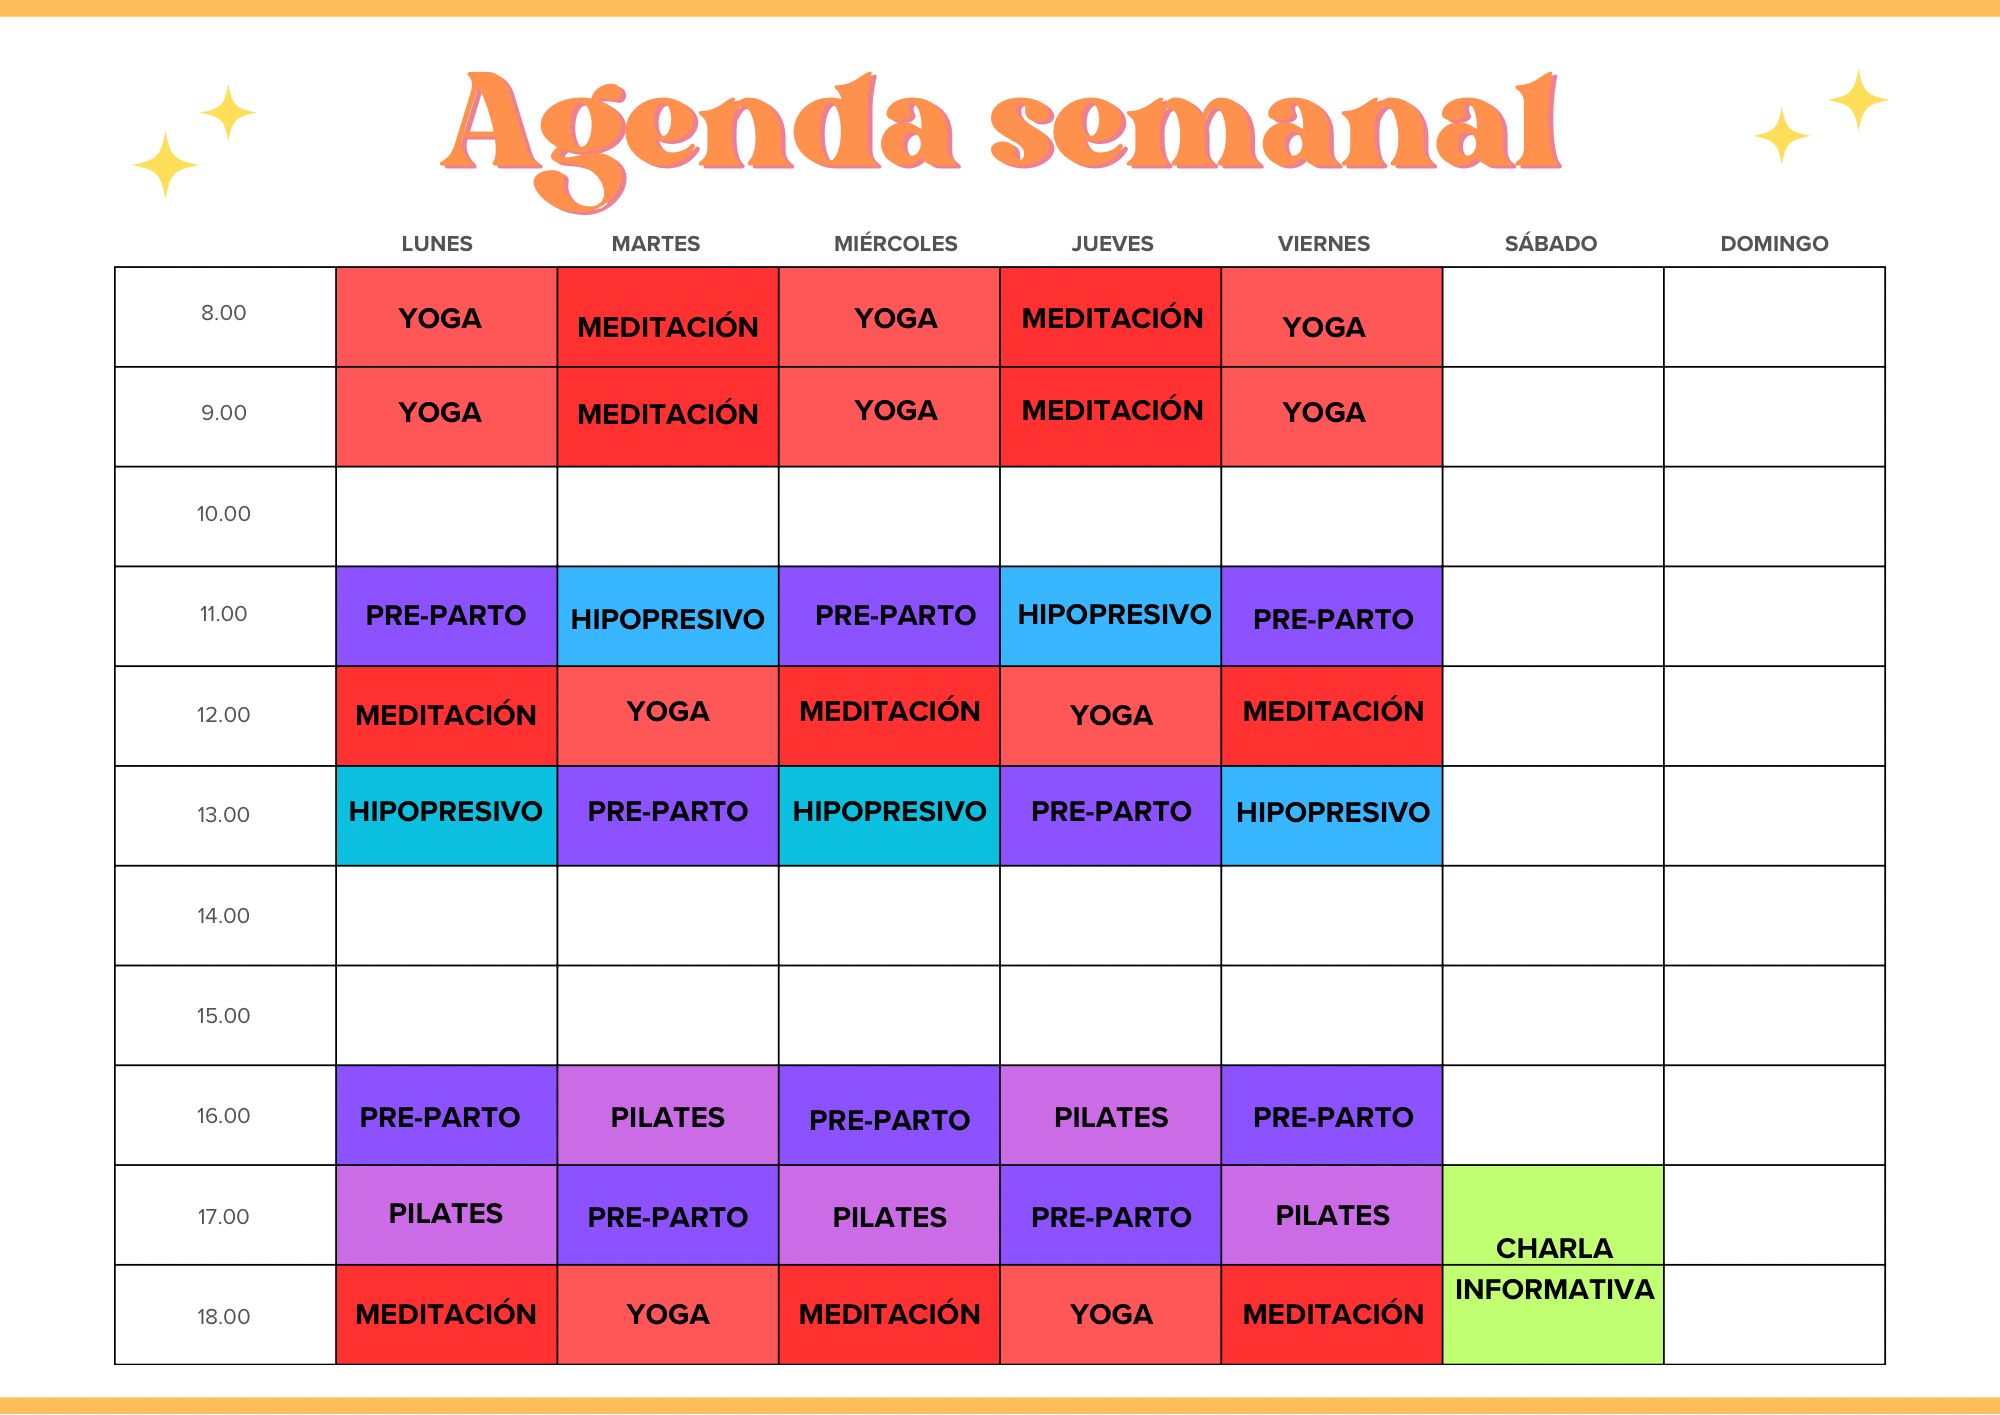 Agenda semanal
LUNES MARTES MIÉRCOLES JUEVES VIERNES SÁBADO DOMINGO
8.00 YOGA MEDITACIÓN YOGA MEDITACIÓN YOGA
9.00 YOGA MEDITACIÓN YOGA MEDITACIÓN YOGA
10.00
11.00 PRE-PARTO HIPOPRESIVO PRE-PARTO HIPOPRESIVO PRE-PARTO
12.00 MEDITACIÓN YOGA MEDITACIÓN YOGA MEDITACIÓN
13.00 HIPOPRESIVO PRE-PARTO HIPOPRESIVO PRE-PARTO HIPOPRESIVO
14.00
15.00
16.00 PRE-PARTO PILATES PRE-PARTO PILATES PRE-PARTO
17.00 PILATES PRE-PARTO PILATES PRE-PARTO PILATES
CHARLA
INFORMATIVA
18.00 MEDITACIÓN YOGA MEDITACIÓN YOGA MEDITACIÓN